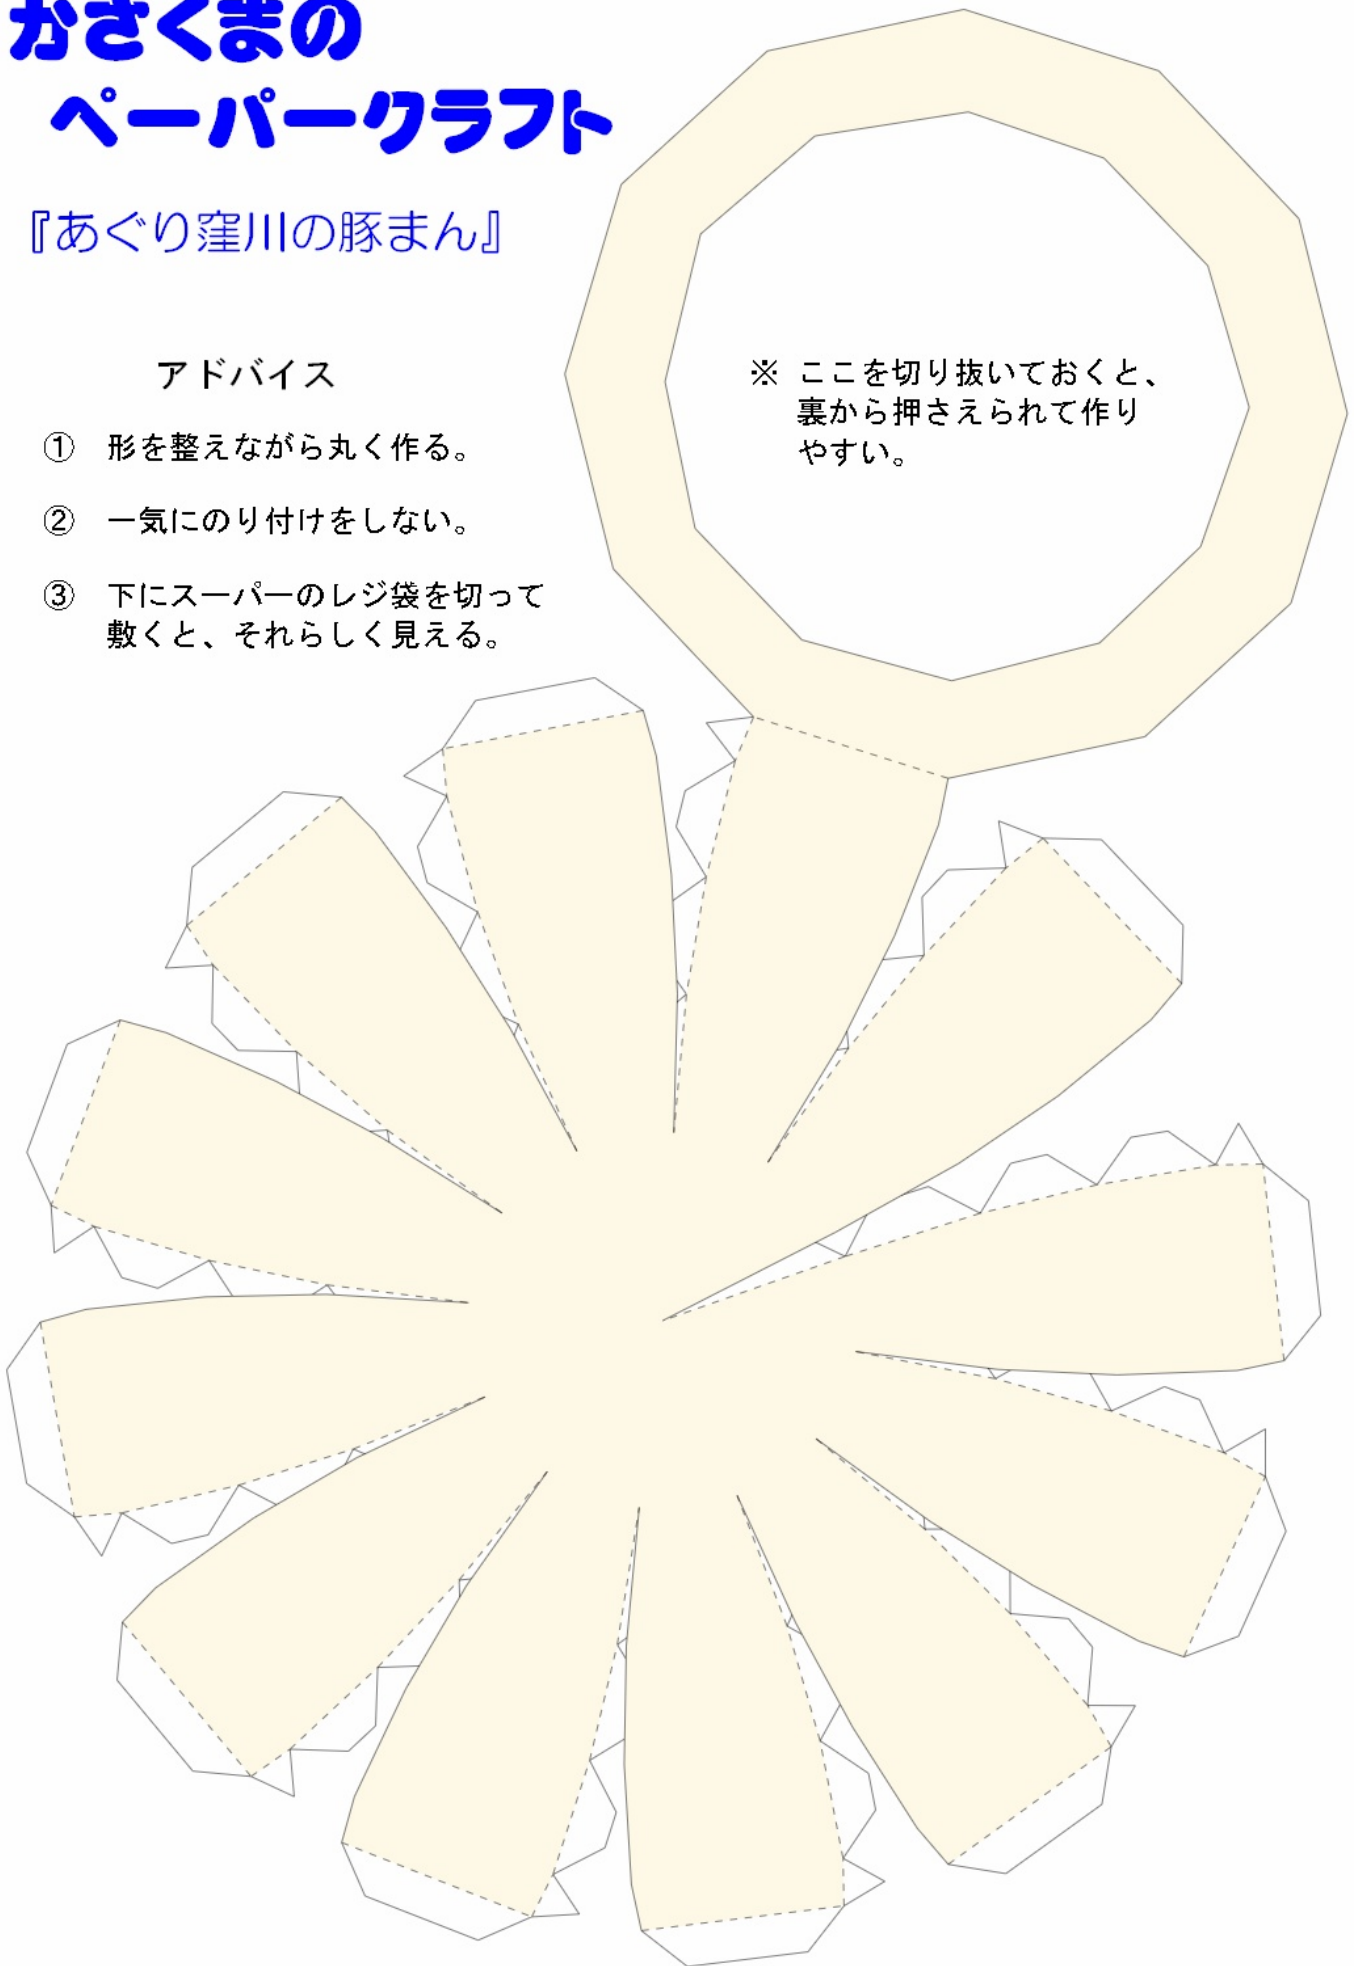 かさくまの
ペーパークラフト
『あぐり窪川の豚まん』
アドバイス
① 形を整えながら丸く作る。
② 一気にのり付けをしない。
③ 下にスーパーのレジ袋を切って
敷くと、それらしく見える。
※ ここを切り抜いておくと、
裏から押さえられて作り
やすい。